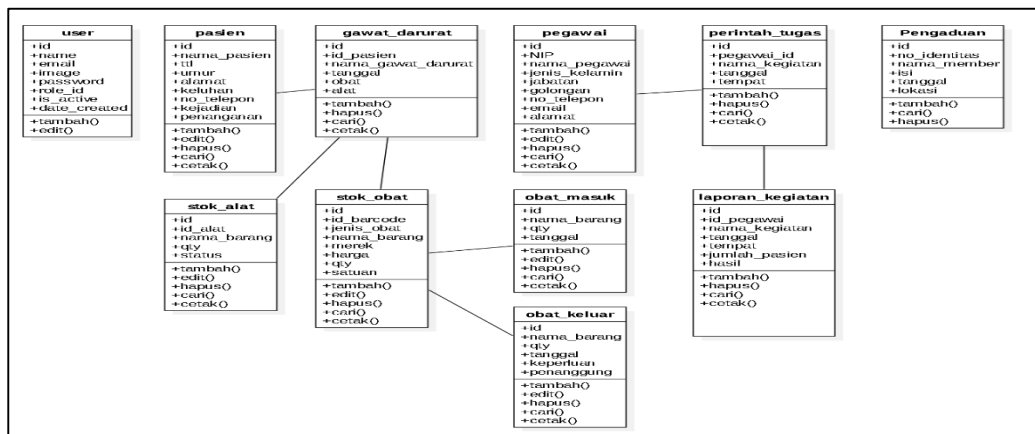 user
+id
+name
+email
+image
+password
+role_id
+is_active
+date_created
+tambah()
+edit()
pasien
+id
+nama_pasien
+ttl
+umur
+alamat
+keluhan
+no_telepon
+kejadian
+penanganan
+tambah()
+edit()
+hapus()
+cari()
+cetak()
gawat_darurat
+id
+id_pasien
+nama_gawat_darurat
+tanggal
+obat
+alat
+tambah()
+hapus()
+cari()
+cetak()
pegawai
+id
+NIP
+nama_pegawai
+jenis_kelamin
+jabatan
+golongan
+no_telepon
+email
+alamat
+tambah()
+edit()
+hapus()
+cari()
+cetak()
perintah_tugas
+id
+pegawai_id
+nama_kegiatan
+tanggal
+tempat
+tambah()
+hapus()
+cari()
+cetak()
Pengaduan
+id
+no_identitas
+nama_member
+isi
+tanggal
+lokasi
+tambah()
+cari()
+hapus()
stok_alat
+id
+id_alat
+nama_barang
+qty
+status
+tambah()
+edit()
+hapus()
+cari()
+cetak()
stok_obat
+id
+id_barcode
+jenis_obat
+nama_barang
+merek
+harga
+qty
+satuan
+tambah()
+edit()
+hapus()
+cari()
+cetak()
obat_masuk
+id
+nama_barang
+qty
+tanggal
+tambah()
+edit()
+hapus()
+cari()
+cetak()
laporan_kegiatan
+id
+id_pegawai
+nama_kegiatan
+tanggal
+tempat
+jumlah_pasien
+hasil
+tambah()
+hapus()
+cari()
+cetak()
obat_keluar
+id
+nama_barang
+qty
+tanggal
+keperluan
+penanggung
+tambah()
+edit()
+hapus()
+cari()
+cetak()